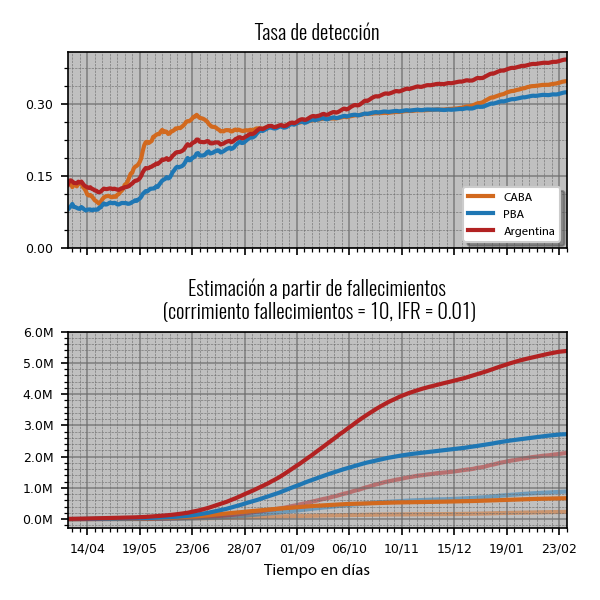 Tasa de detección
0.30
0.15
0.00
CABA
PBA
Argentina
Estimación a partir de fallecimientos
(corrimiento fallecimientos = 10, IFR = 0.01)
6.0M
5.0M
4.0M
3.0M
2.0M
1.0M
0.0M
14/04 19/05 23/06 28/07 01/09 06/10 10/11 15/12 19/01 23/02
Tiempo en días